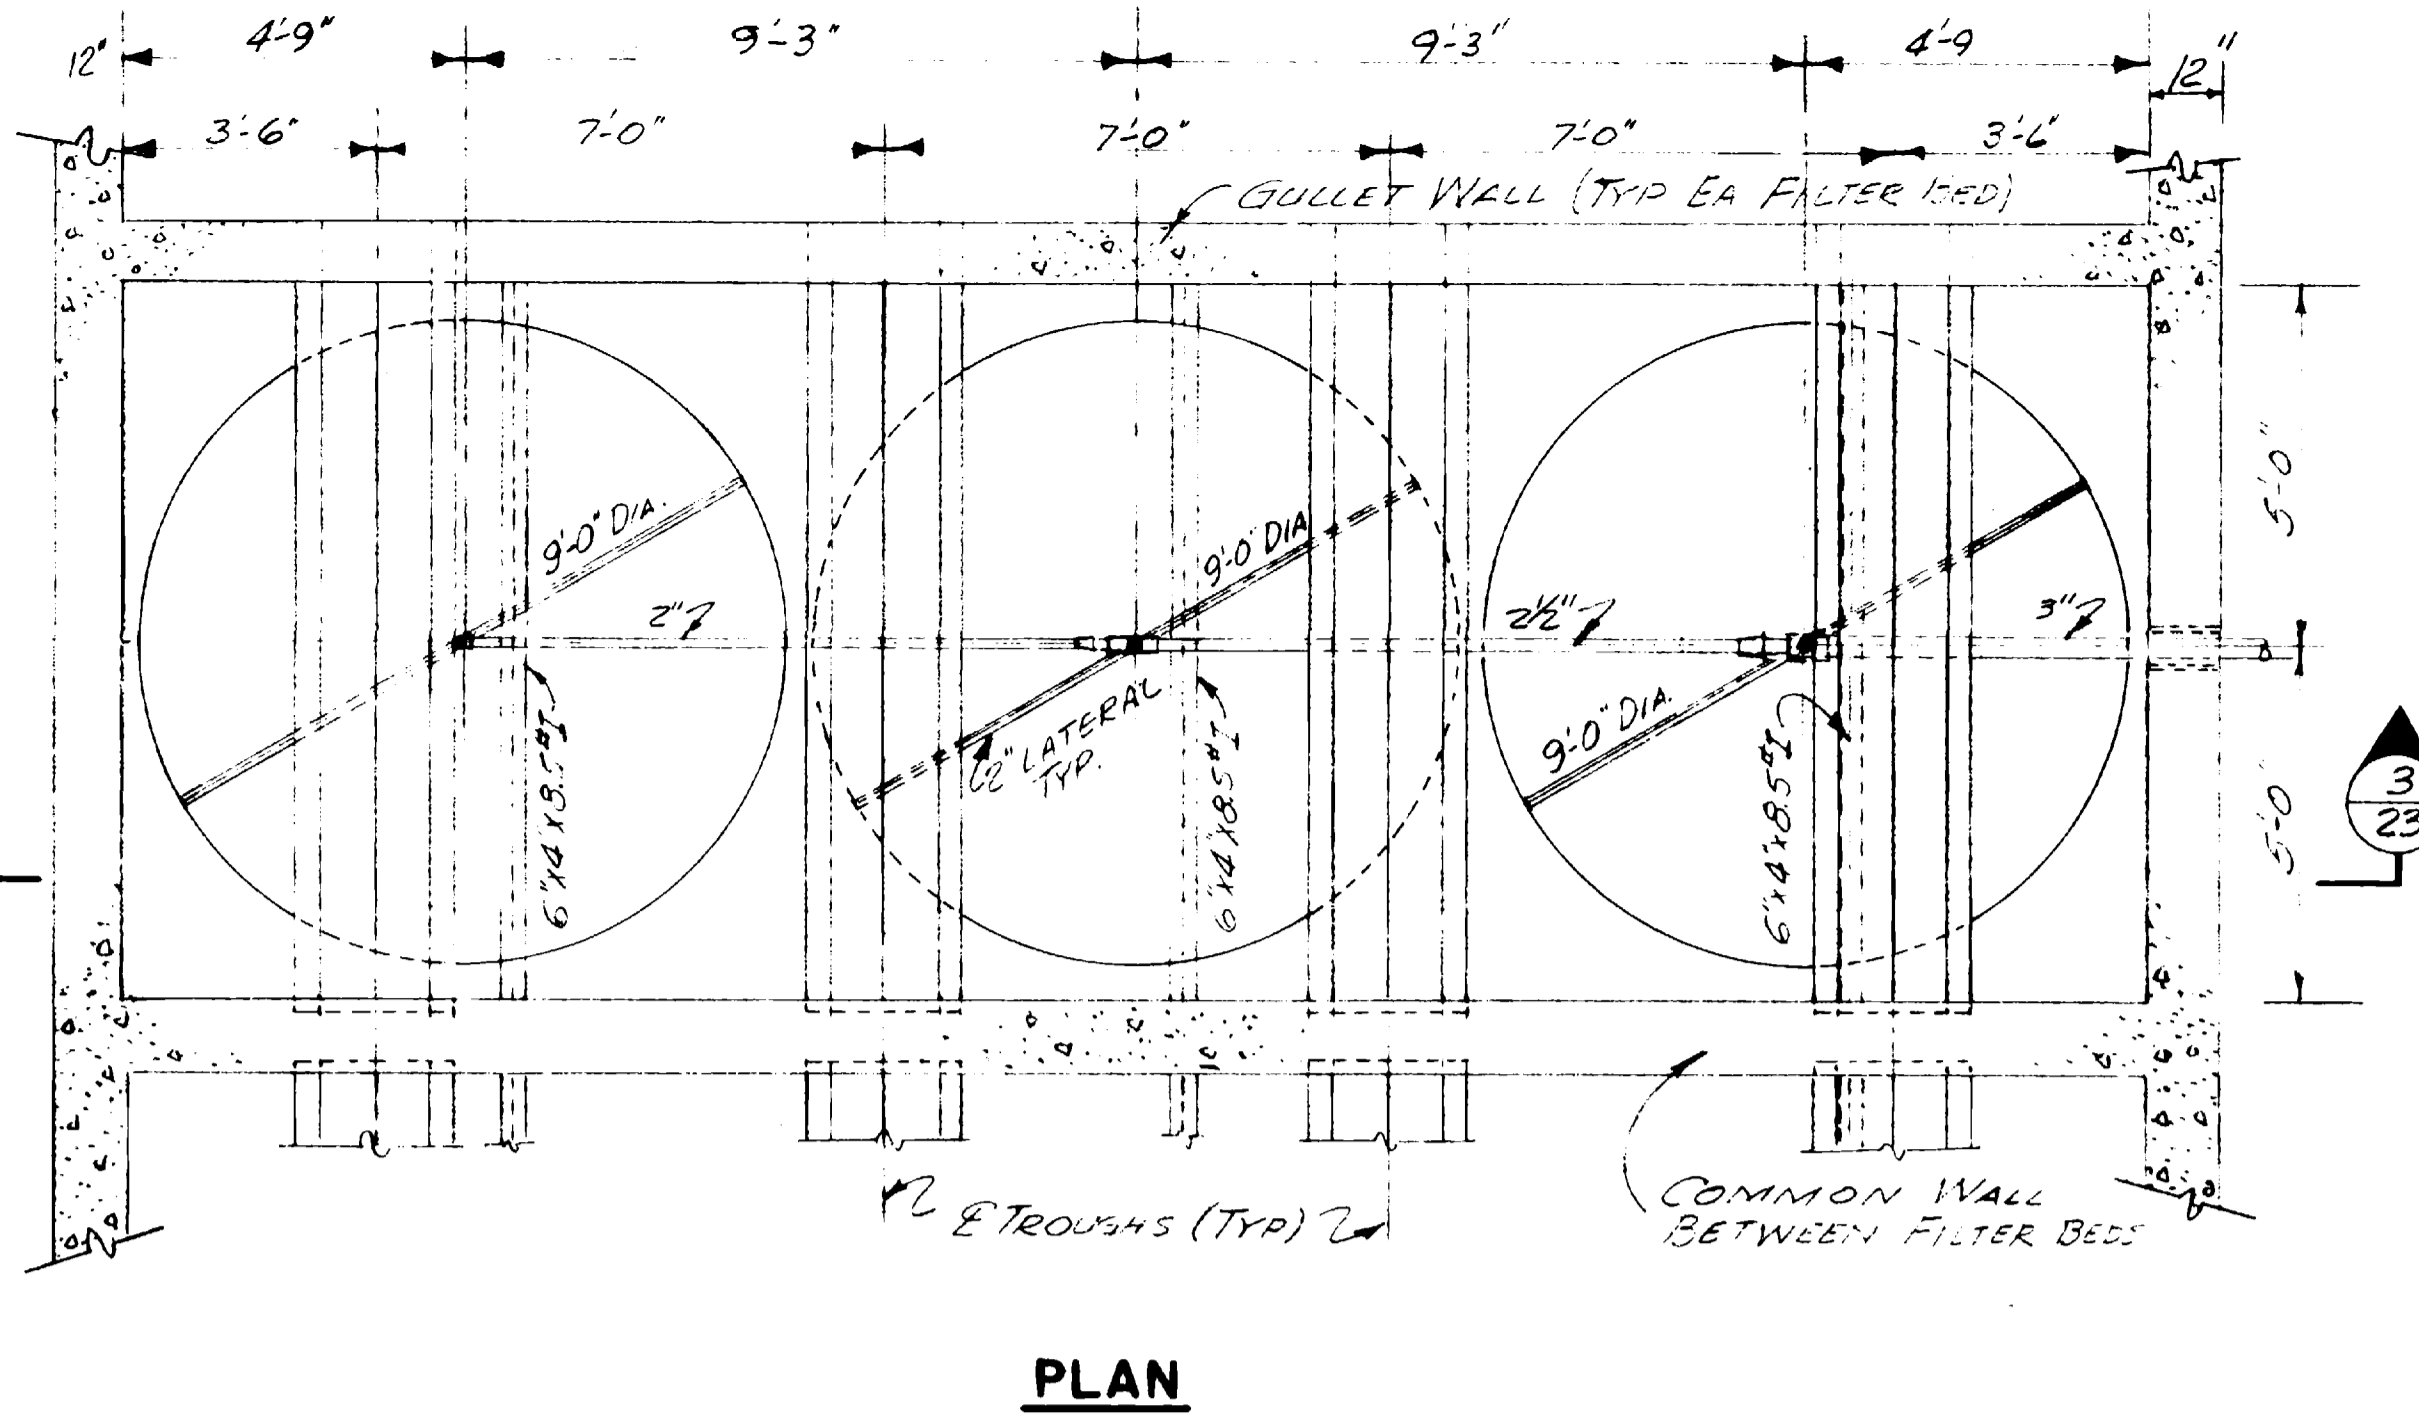 12" 4'-9" 9'-3" 9'-3" 4'-9 12"
3'-6" 7'-0" 7'-0" 7'-0" 3'-6"
GULLET WALL (TYP EA FILTER BED)
5'-0"
9'-0" DIA.
9'-0" DIA
2"
2½"
3"
9'-0" DIA.
2" LATERAL
TYP.
6"x4"x8.5#I
6"x4"x8.5#I
6"x4"x8.5#I
5'-0"
3
23
℄ TROUGHS (TYP)
COMMON WALL
BETWEEN FILTER BEDS
PLAN